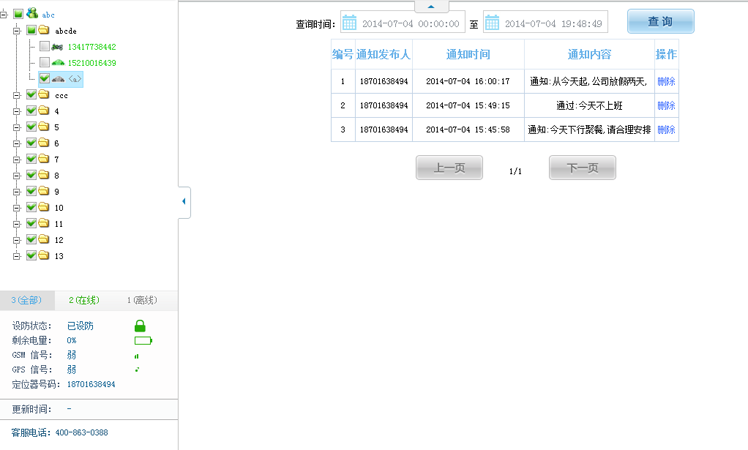 abc
abcde
13417738442
15210016439
<a>
ccc
4
5
6
7
8
9
10
11
12
13
3(全部) 2(在线) 1(离线)
设防状态: 已设防
剩余电量: 0%
GSM 信号: 弱
GPS 信号: 弱
定位器号码: 18701638494
更新时间: -
客服电话: 400-863-0388
查询时间: 2014-07-04 00:00:00 至 2014-07-04 19:48:49 查 询
编号 通知发布人 通知时间 通知内容 操作
1 18701638494 2014-07-04 16:00:17 通知:从今天起,公司放假两天, 删除
2 18701638494 2014-07-04 15:49:15 通过:今天不上班 删除
3 18701638494 2014-07-04 15:45:58 通知:今天下行聚餐,请合理安排 删除
上一页 1/1 下一页